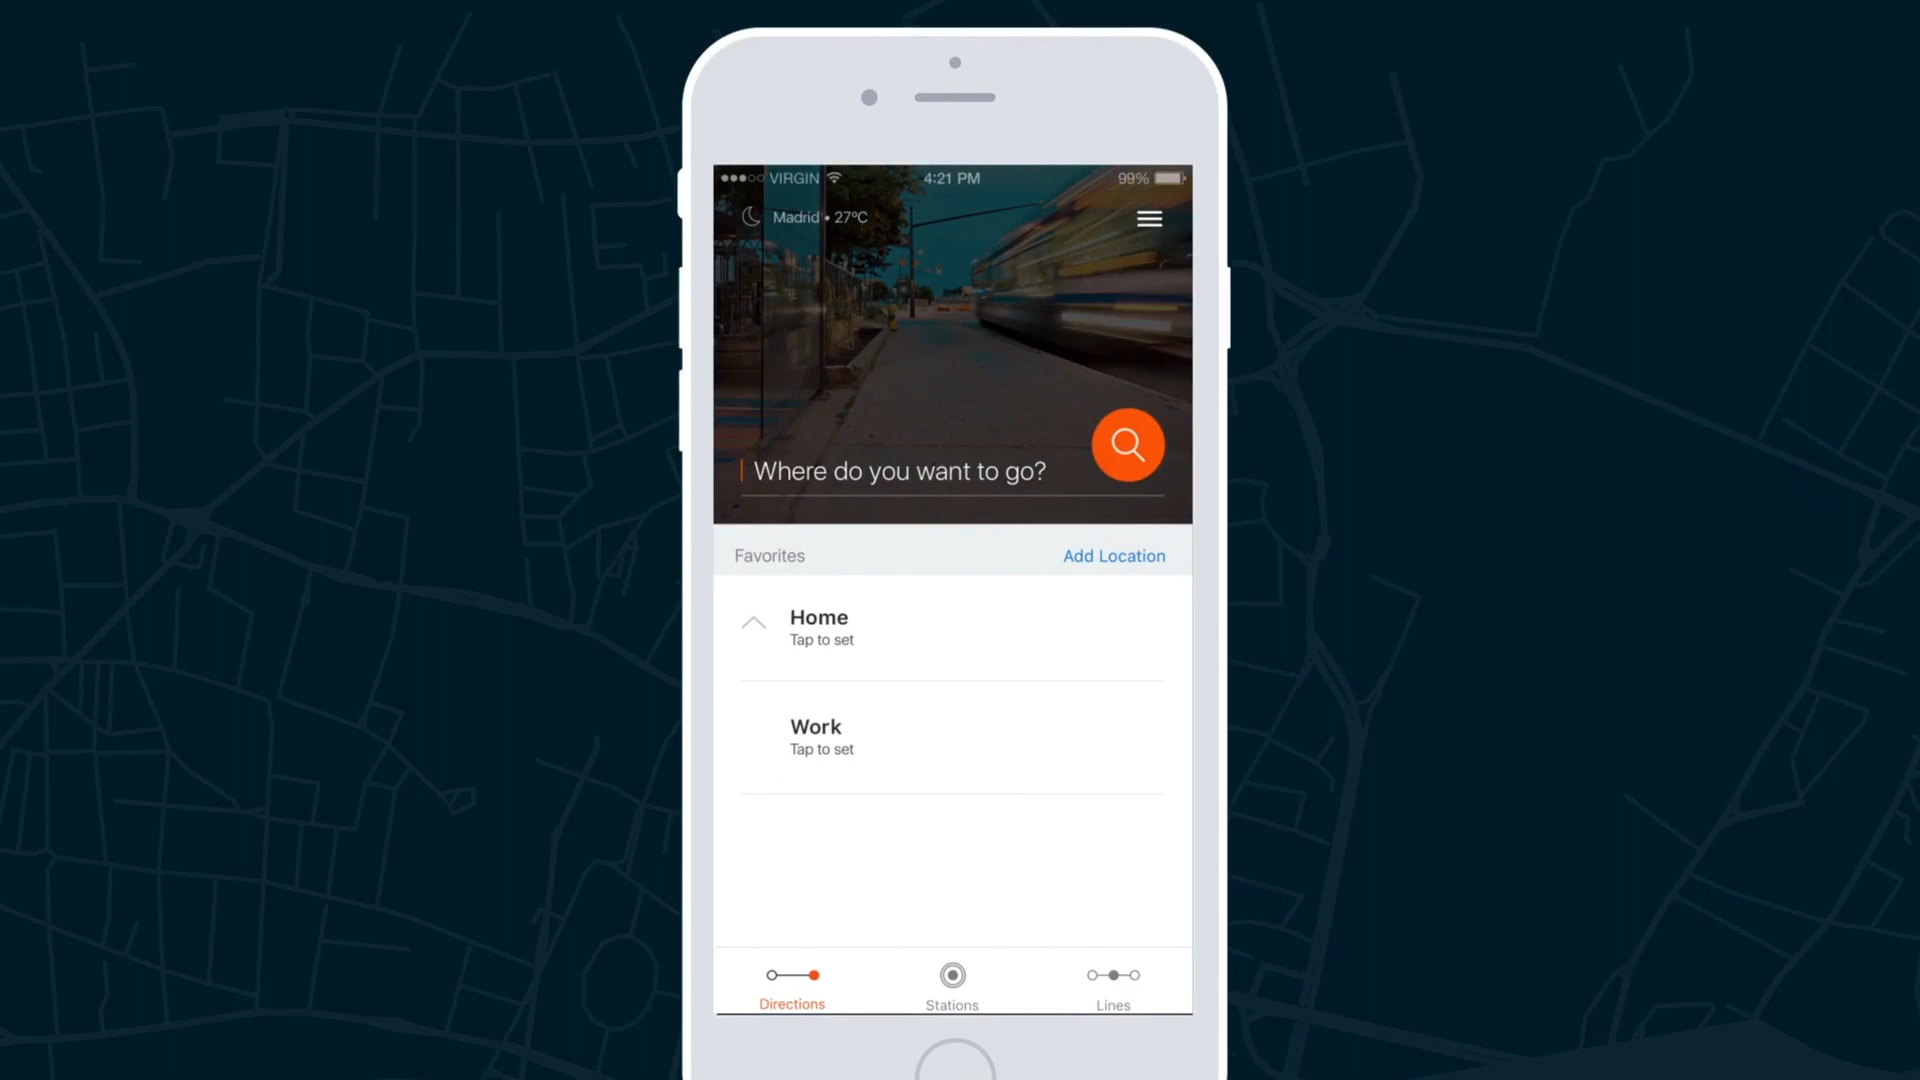 VIRGIN 4:21 PM 99%
Madrid • 27ºC
Where do you want to go?
Favorites Add Location
Home
Tap to set
Work
Tap to set
Directions Stations Lines